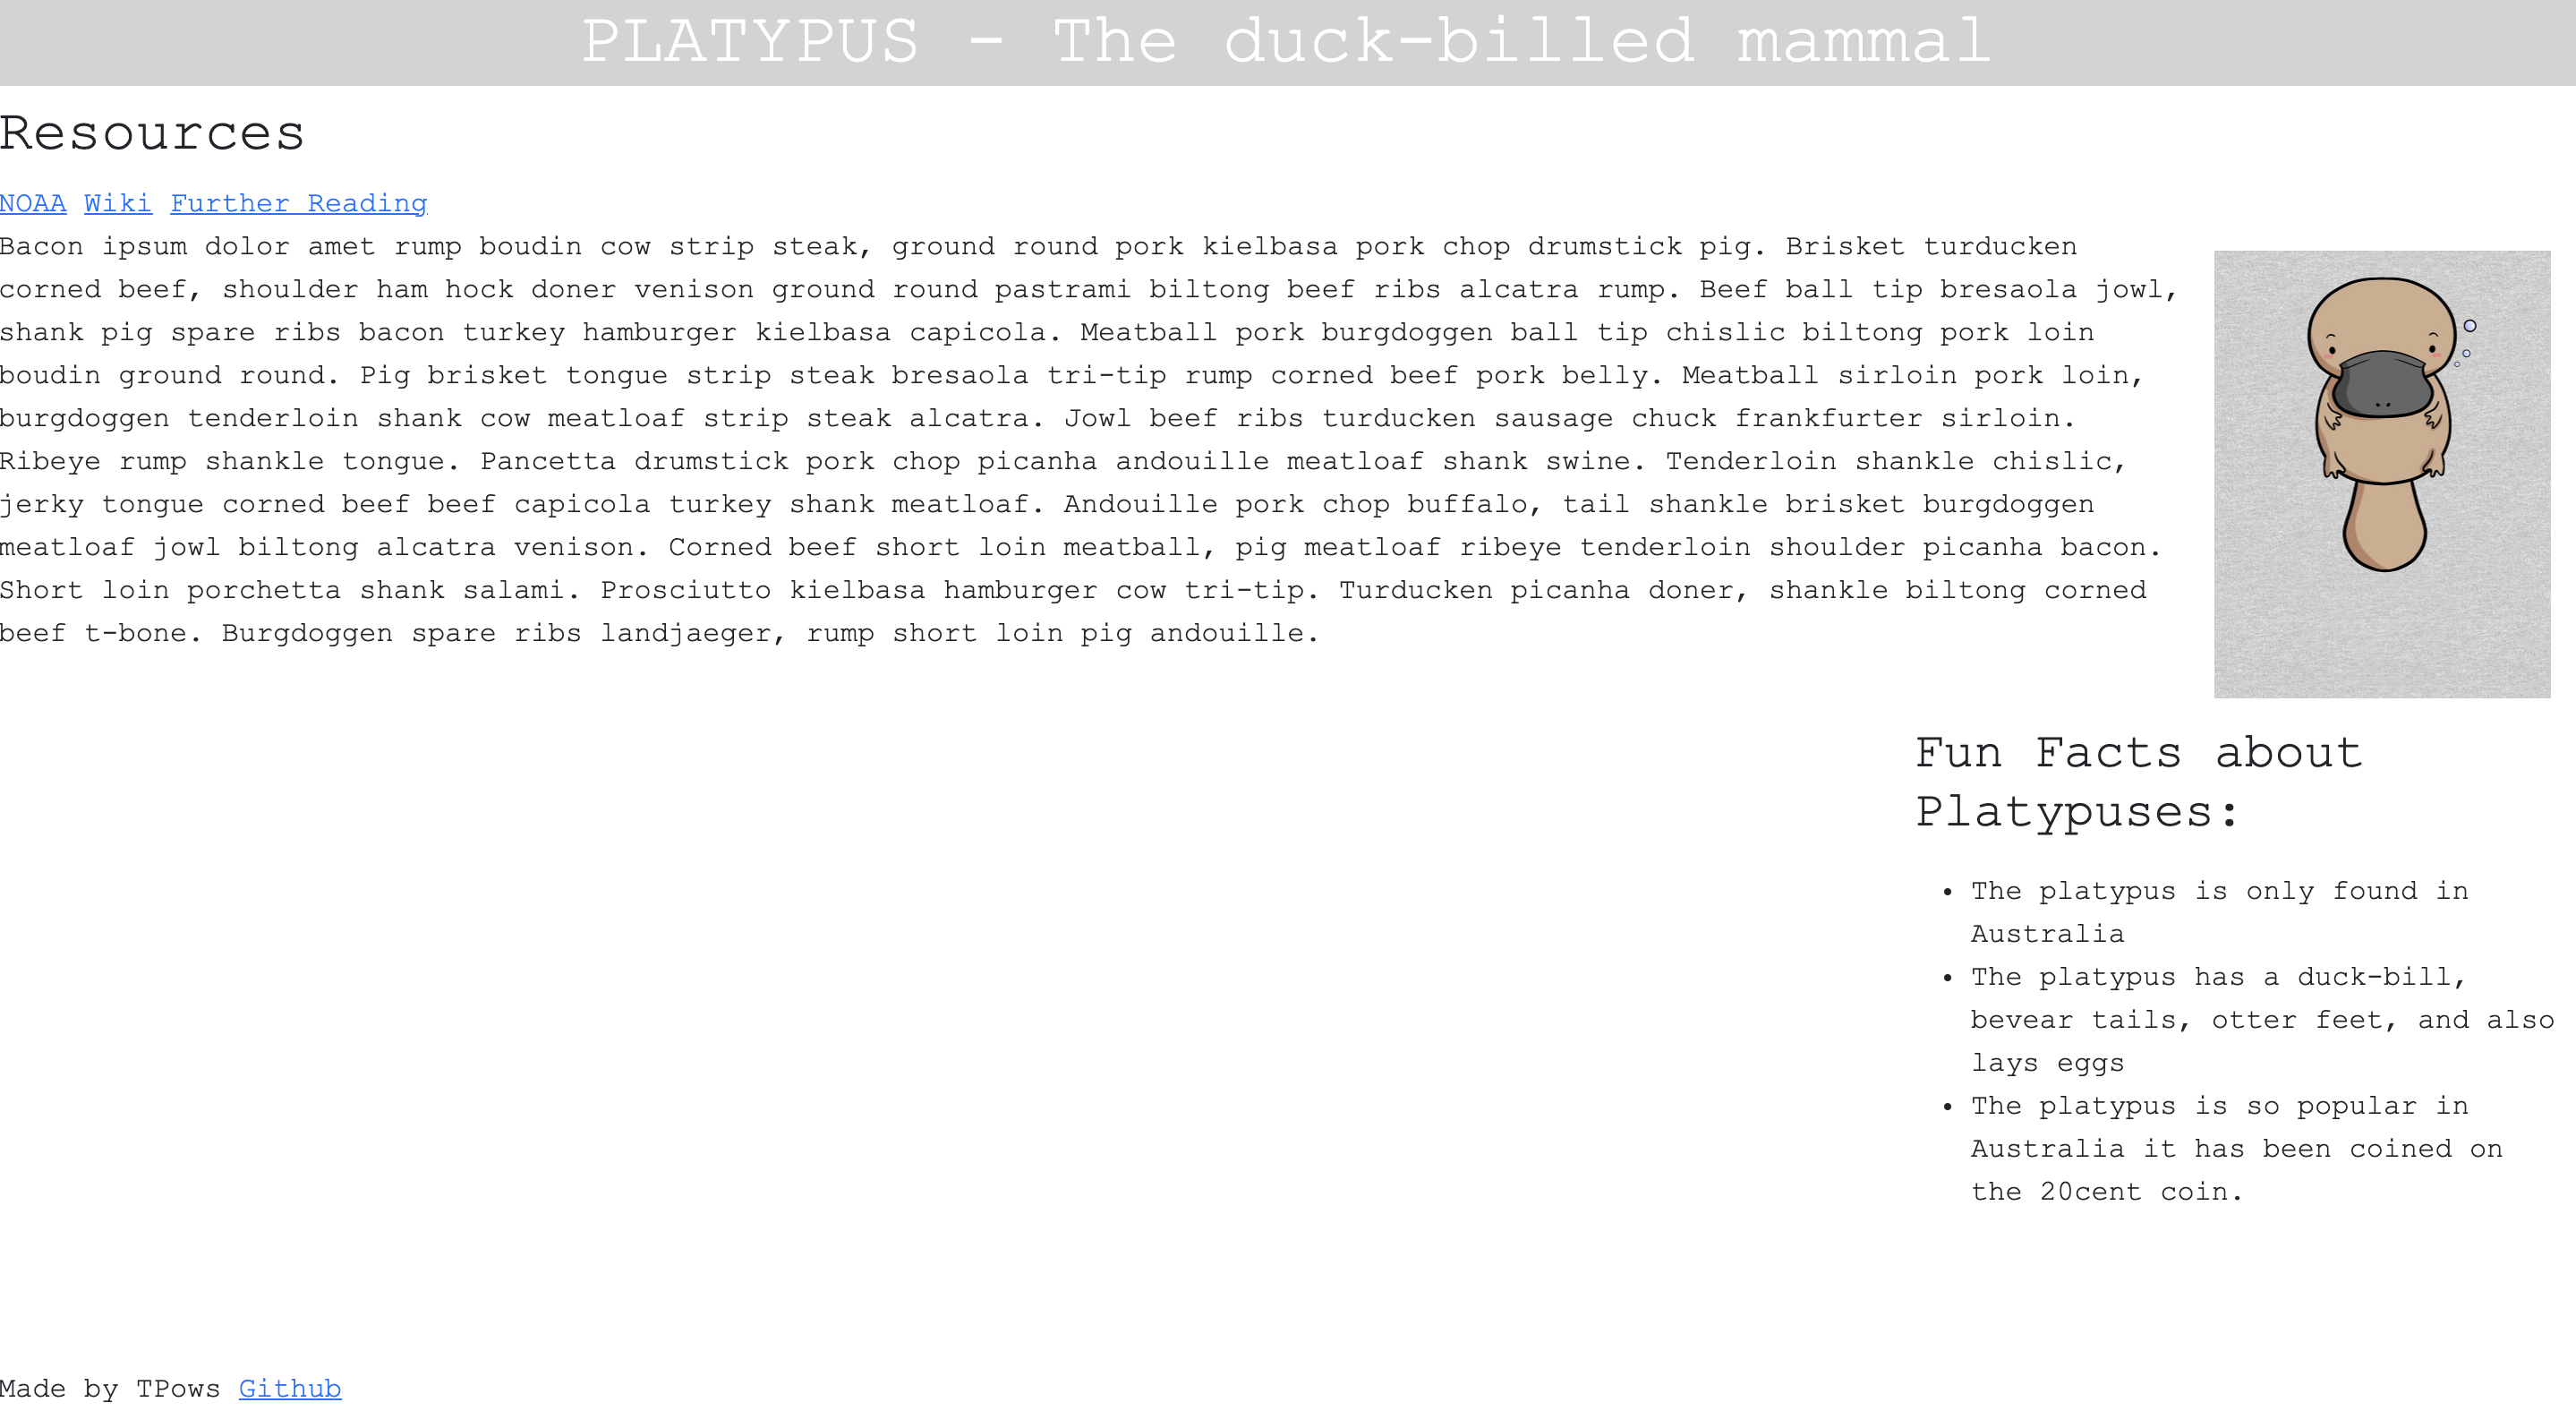 PLATYPUS - The duck-billed mammal
Resources
NOAA Wiki Further Reading
Bacon ipsum dolor amet rump boudin cow strip steak, ground round pork kielbasa pork chop drumstick pig. Brisket turducken
corned beef, shoulder ham hock doner venison ground round pastrami biltong beef ribs alcatra rump. Beef ball tip bresaola jowl,
shank pig spare ribs bacon turkey hamburger kielbasa capicola. Meatball pork burgdoggen ball tip chislic biltong pork loin
boudin ground round. Pig brisket tongue strip steak bresaola tri-tip rump corned beef pork belly. Meatball sirloin pork loin,
burgdoggen tenderloin shank cow meatloaf strip steak alcatra. Jowl beef ribs turducken sausage chuck frankfurter sirloin.
Ribeye rump shankle tongue. Pancetta drumstick pork chop picanha andouille meatloaf shank swine. Tenderloin shankle chislic,
jerky tongue corned beef beef capicola turkey shank meatloaf. Andouille pork chop buffalo, tail shankle brisket burgdoggen
meatloaf jowl biltong alcatra venison. Corned beef short loin meatball, pig meatloaf ribeye tenderloin shoulder picanha bacon.
Short loin porchetta shank salami. Prosciutto kielbasa hamburger cow tri-tip. Turducken picanha doner, shankle biltong corned
beef t-bone. Burgdoggen spare ribs landjaeger, rump short loin pig andouille.
Fun Facts about
Platypuses:
• The platypus is only found in
Australia
• The platypus has a duck-bill,
bevear tails, otter feet, and also
lays eggs
• The platypus is so popular in
Australia it has been coined on
the 20cent coin.
Made by TPows Github